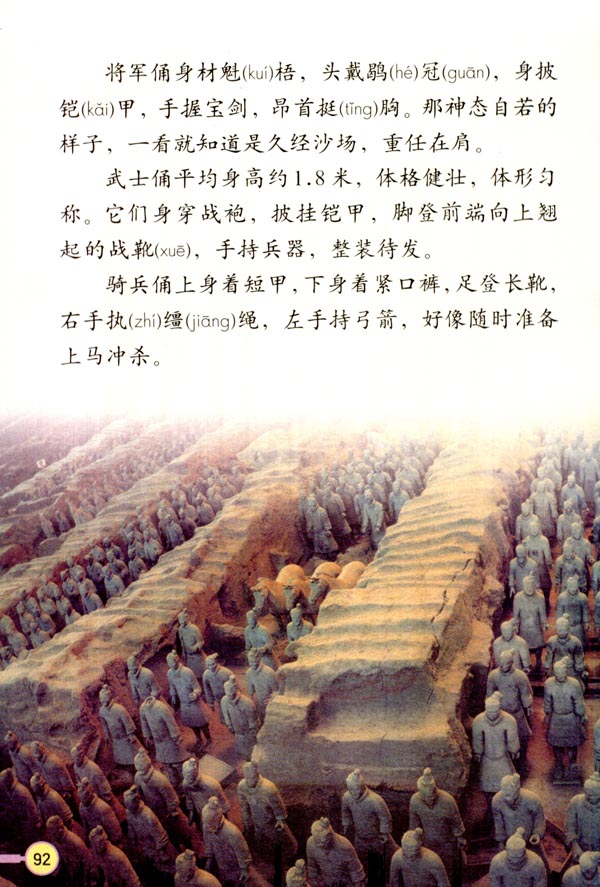 将军俑身材魁(kuí)梧，头戴鹖(hé)冠(guān)，身披
铠(kǎi)甲，手握宝剑，昂首挺(tǐng)胸。那神态自若的
样子，一看就知道是久经沙场，重任在肩。
武士俑平均身高约1.8米，体格健壮，体形匀
称。它们身穿战袍，披挂铠甲，脚登前端向上翘
起的战靴(xuē)，手持兵器，整装待发。
骑兵俑上身着短甲，下身着紧口裤，足登长靴，
右手执(zhí)缰(jiāng)绳，左手持弓箭，好像随时准备
上马冲杀。
92